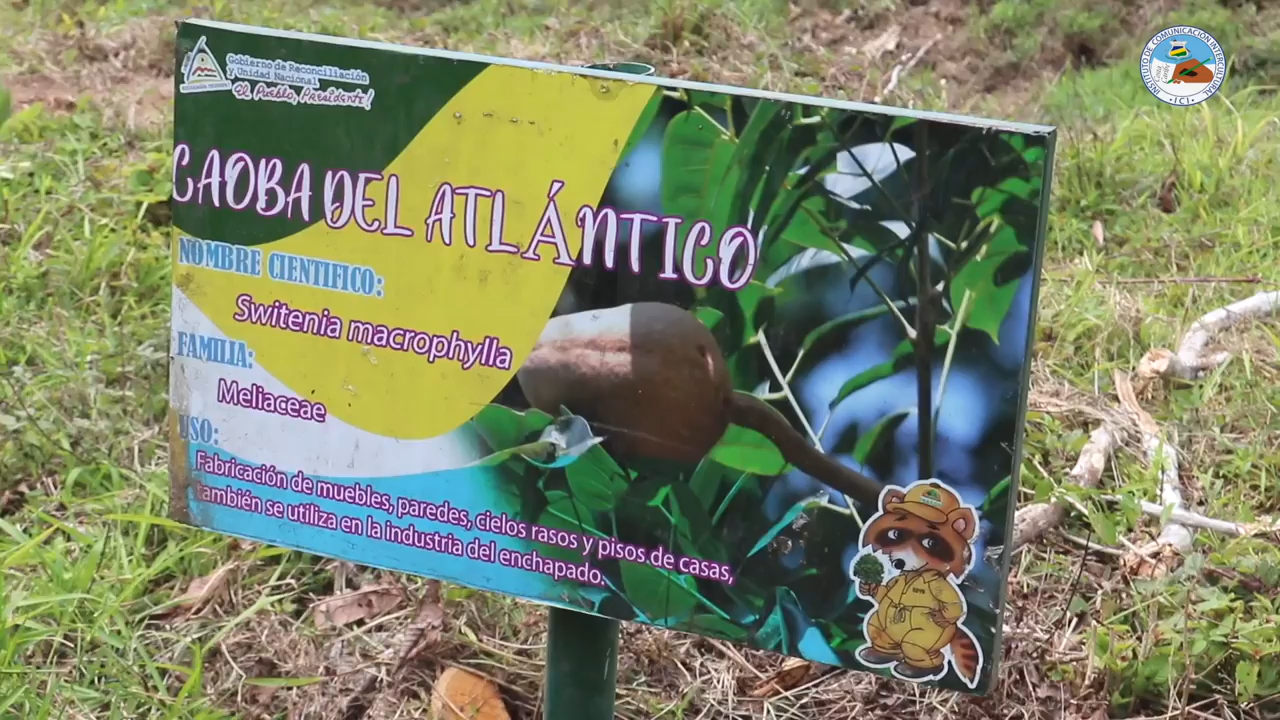 Gobierno de Reconciliación
y Unidad Nacional
El Pueblo, Presidente!
INSTITUTO DE COMUNICACIÓN INTERCULTURAL
• ICI •
CAOBA DEL ATLÁNTICO
NOMBRE CIENTIFICO:
Switenia macrophylla
FAMILIA:
Meliaceae
USO:
Fabricación de muebles, paredes, cielos rasos y pisos de casas,
también se utiliza en la industria del enchapado.